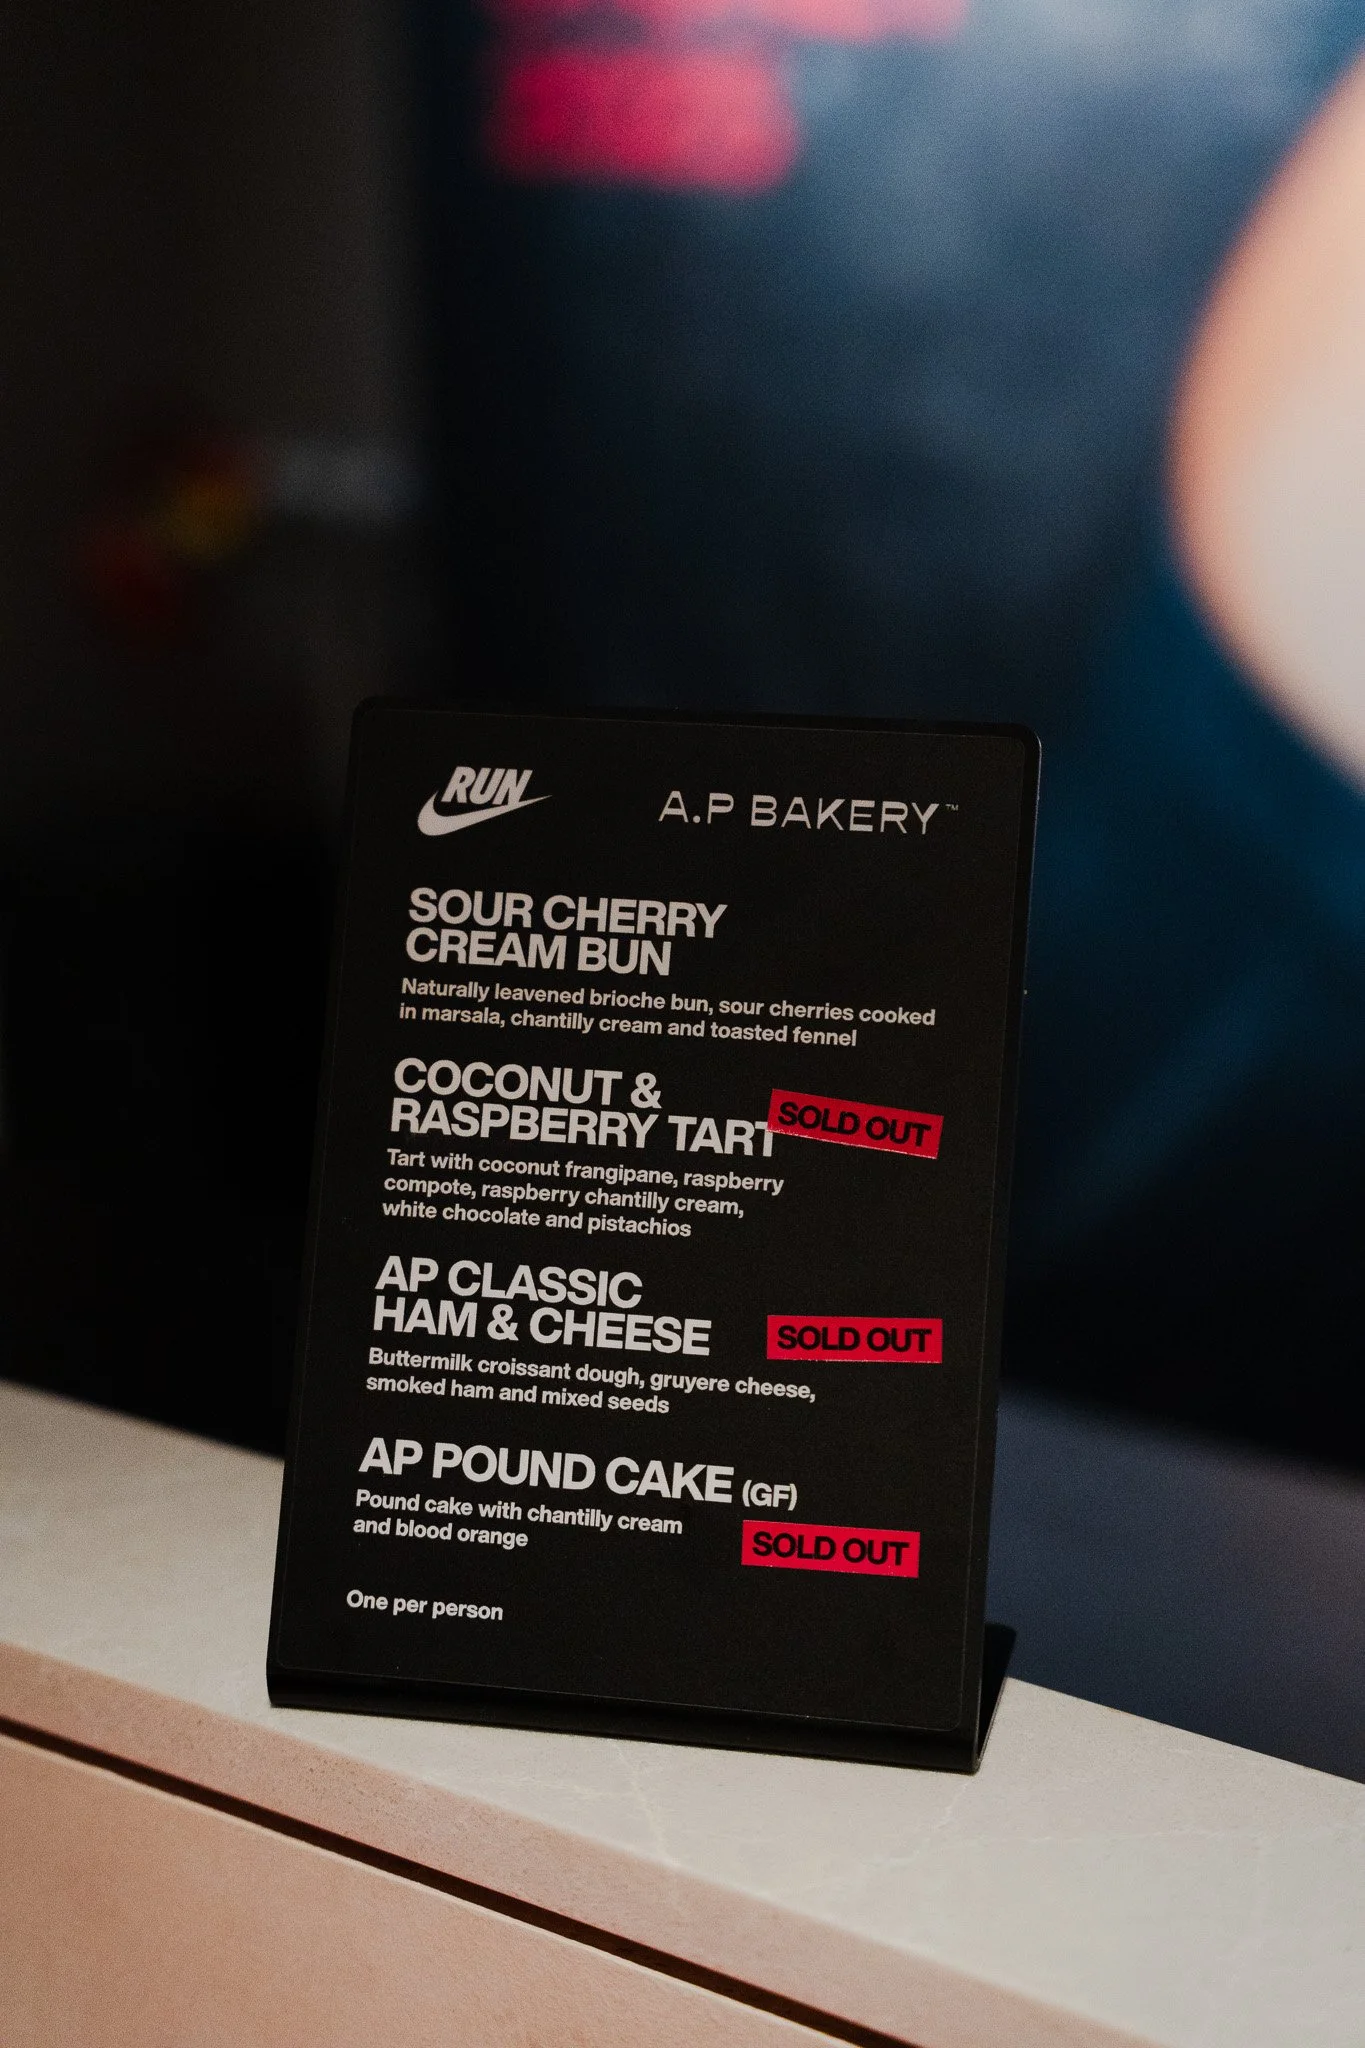 RUN
A.P BAKERY™
SOUR CHERRY
CREAM BUN
Naturally leavened brioche bun, sour cherries cooked
in marsala, chantilly cream and toasted fennel
COCONUT &
RASPBERRY TART
SOLD OUT
Tart with coconut frangipane, raspberry
compote, raspberry chantilly cream,
white chocolate and pistachios
AP CLASSIC
HAM & CHEESE
SOLD OUT
Buttermilk croissant dough, gruyere cheese,
smoked ham and mixed seeds
AP POUND CAKE (GF)
Pound cake with chantilly cream
and blood orange
SOLD OUT
One per person